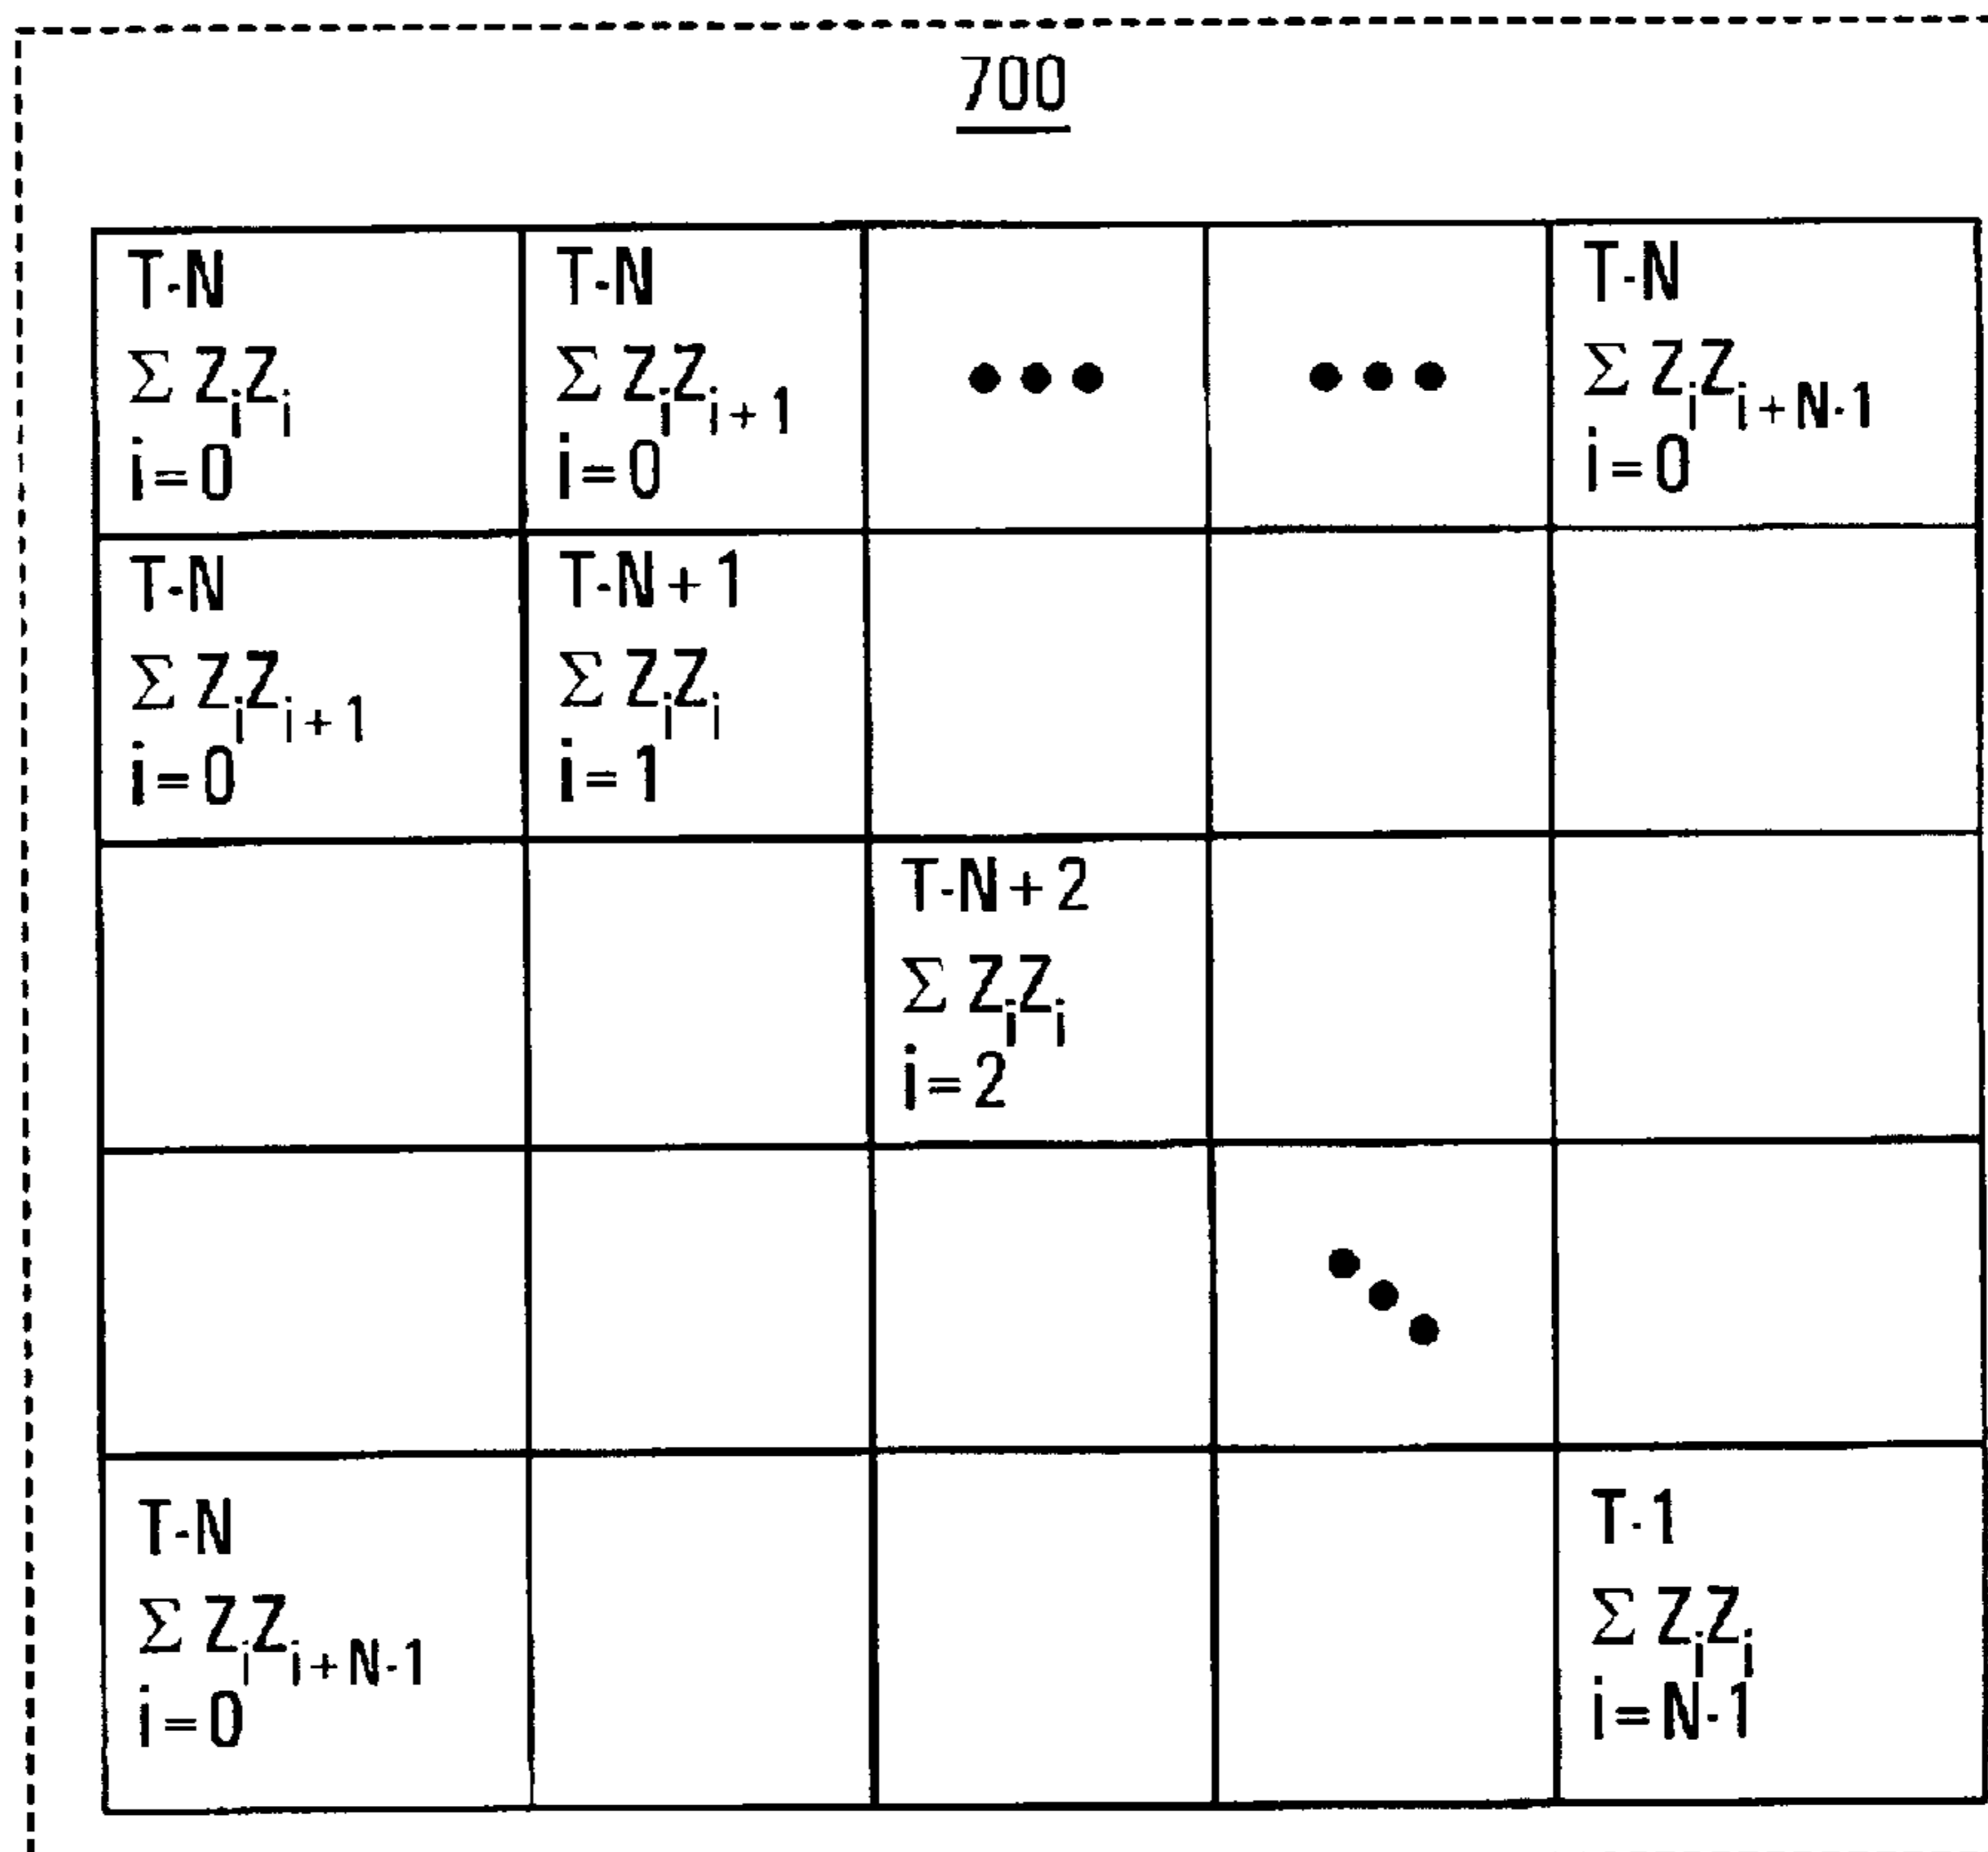 700
T-N
Σ ZiZi
i=0
T-N
Σ ZiZi+1
i=0
•••
•••
T-N
Σ ZiZi+N-1
i=0
T-N
Σ ZiZi+1
i=0
T-N+1
Σ ZiZi
i=1
T-N+2
Σ ZiZi
i=2
T-N
Σ ZiZi+N-1
i=0
T-1
Σ ZiZi
i=N-1